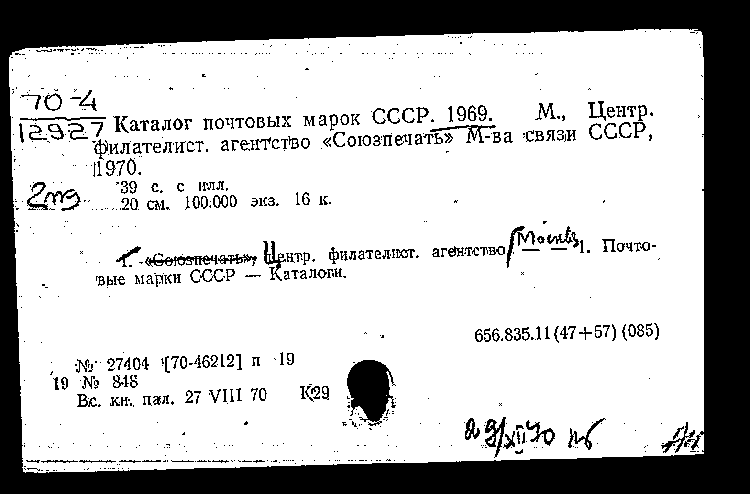 70-4
12927 Каталог почтовых марок СССР. 1969. М., Центр.
филателист. агентство «Союзпечать» М-ва связи СССР,
1970.
39 с. с илл.
20 см. 100.000 экз. 16 к.
1. «Союзпечать», Центр. филателист. агентство — — 1. Почто-
вые марки СССР — Каталоги.
656.835.11(47+57)(085)
№ 27404 [70-46212] п 19
19 № 848
Вс. кн. пал. 27 VIII 70 К29